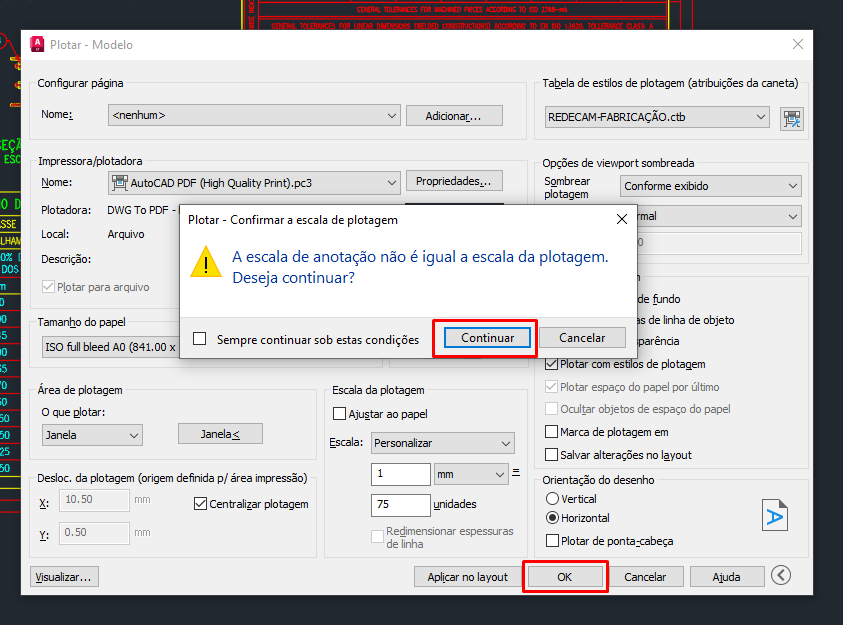 GENERAL TOLERANCES FOR MACHINED PIECES ACCORDING TO ISO 2768-mK
GENERAL TOLERANCES FOR LINEAR DIMENSIONS (WELDED CONSTRUCTIONS) ACCORDING TO EN ISO 13920, TOLLERANCE CLASS A
Plotar - Modelo
Configurar página
Nome:
<nenhum>
Adicionar...
Tabela de estilos de plotagem (atribuições da caneta)
REDECAM-FABRICAÇÃO.ctb
Impressora/plotadora
Nome:
AutoCAD PDF (High Quality Print).pc3
Propriedades...
Plotadora:
DWG To PDF -
Local:
Arquivo
Descrição:
Plotar para arquivo
Opções de viewport sombreada
Sombrear
plotagem
Conforme exibido
rmal
0
Plotar - Confirmar a escala de plotagem
A escala de anotação não é igual a escala da plotagem.
Deseja continuar?
Sempre continuar sob estas condições
Continuar
Cancelar
Tamanho do papel
ISO full bleed A0 (841.00 x
de fundo
as de linha de objeto
sparência
Plotar com estilos de plotagem
Plotar espaço do papel por último
Ocultar objetos de espaço do papel
Marca de plotagem em
Salvar alterações no layout
Área de plotagem
O que plotar:
Janela
Janela<
Escala da plotagem
Ajustar ao papel
Escala:
Personalizar
1
mm
=
75
unidades
Redimensionar espessuras
de linha
Desloc. da plotagem (origem definida p/ área impressão)
X:
10.50
mm
Centralizar plotagem
Y:
0.50
mm
Orientação do desenho
Vertical
Horizontal
Plotar de ponta-cabeça
A
Visualizar...
Aplicar no layout
OK
Cancelar
Ajuda